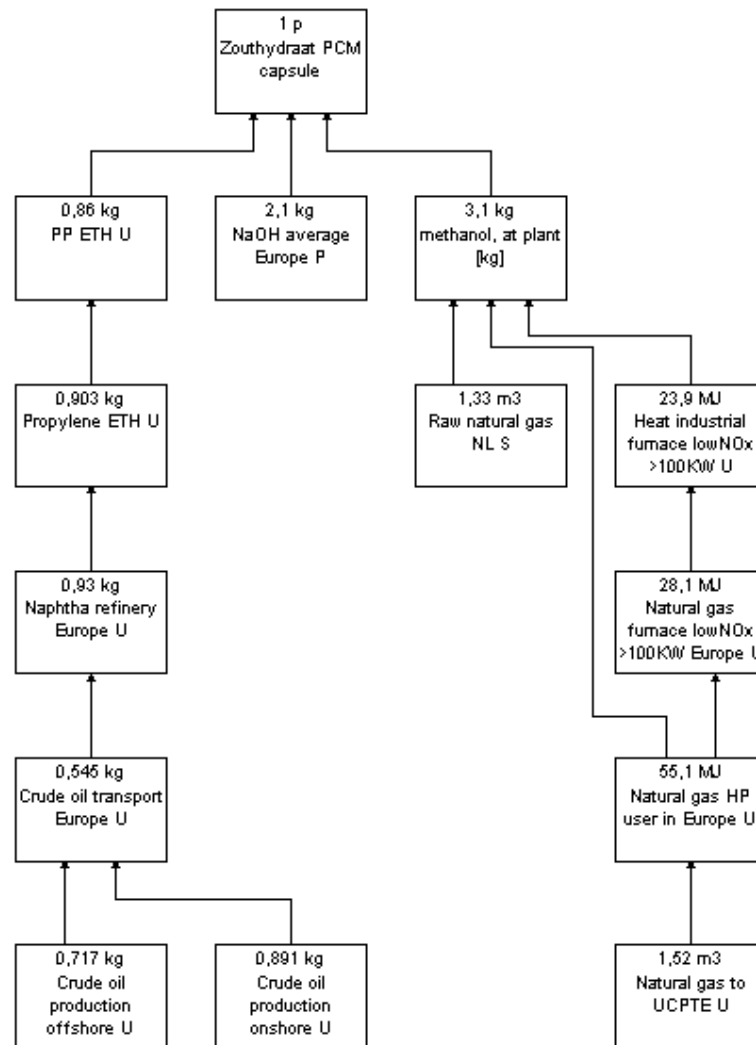 1 p
Zouthydraat PCM
capsule
0,86 kg
PP ETH U
2,1 kg
NaOH average
Europe P
3,1 kg
methanol, at plant
[kg]
0,903 kg
Propylene ETH U
1,33 m3
Raw natural gas
NL S
23,9 MJ
Heat industrial
furnace lowNOx
>100KW U
0,93 kg
Naphtha refinery
Europe U
28,1 MJ
Natural gas
furnace lowNOx
>100KW Europe U
0,545 kg
Crude oil transport
Europe U
55,1 MJ
Natural gas HP
user in Europe U
0,717 kg
Crude oil
production
offshore U
0,891 kg
Crude oil
production
onshore U
1,52 m3
Natural gas to
UCPTE U